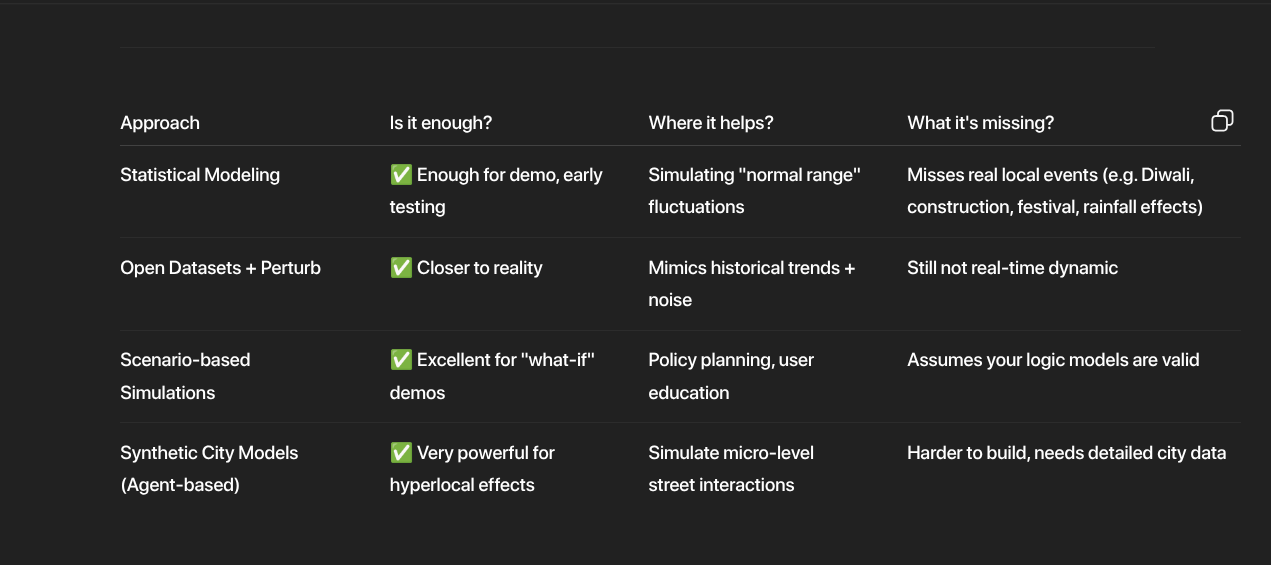 Approach
Is it enough?
Where it helps?
What it's missing?
Statistical Modeling
✅ Enough for demo, early
testing
Simulating "normal range"
fluctuations
Misses real local events (e.g. Diwali,
construction, festival, rainfall effects)
Open Datasets + Perturb
✅ Closer to reality
Mimics historical trends +
noise
Still not real-time dynamic
Scenario-based
Simulations
✅ Excellent for "what-if"
demos
Policy planning, user
education
Assumes your logic models are valid
Synthetic City Models
(Agent-based)
✅ Very powerful for
hyperlocal effects
Simulate micro-level
street interactions
Harder to build, needs detailed city data